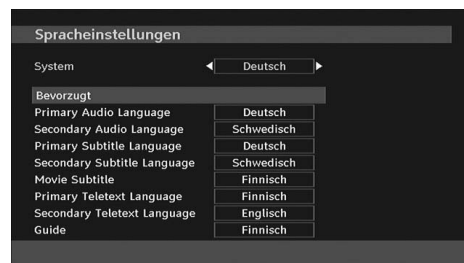 Spracheinstellungen
System Deutsch
Bevorzugt
Primary Audio Language Deutsch
Secondary Audio Language Schwedisch
Primary Subtitle Language Deutsch
Secondary Subtitle Language Schwedisch
Movie Subtitle Finnisch
Primary Teletext Language Finnisch
Secondary Teletext Language Englisch
Guide Finnisch